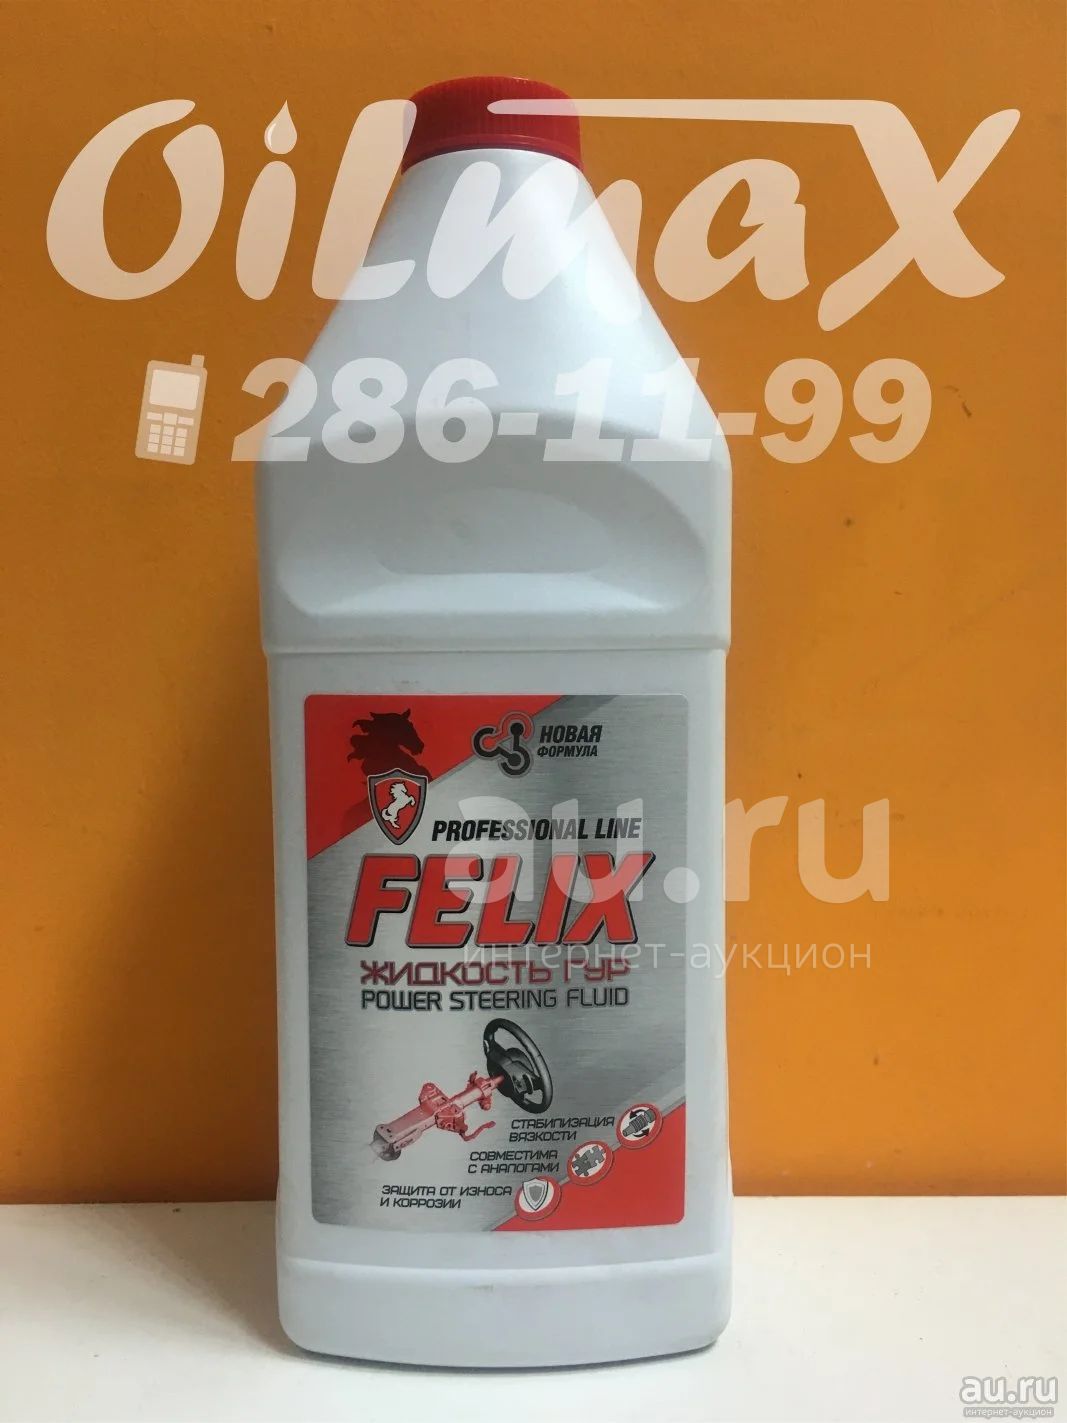 OilmaX
286-11-99
НОВАЯ
ФОРМУЛА
PROFESSIONAL LINE
FELIX
ЖИДКОСТЬ ГУР
POWER STEERING FLUID
СТАБИЛИЗАЦИЯ
ВЯЗКОСТИ
СОВМЕСТИМА
С АНАЛОГАМИ
ЗАЩИТА ОТ ИЗНОСА
И КОРРОЗИИ
au.ru
интернет-аукцион
au.ru
интернет-аукцион